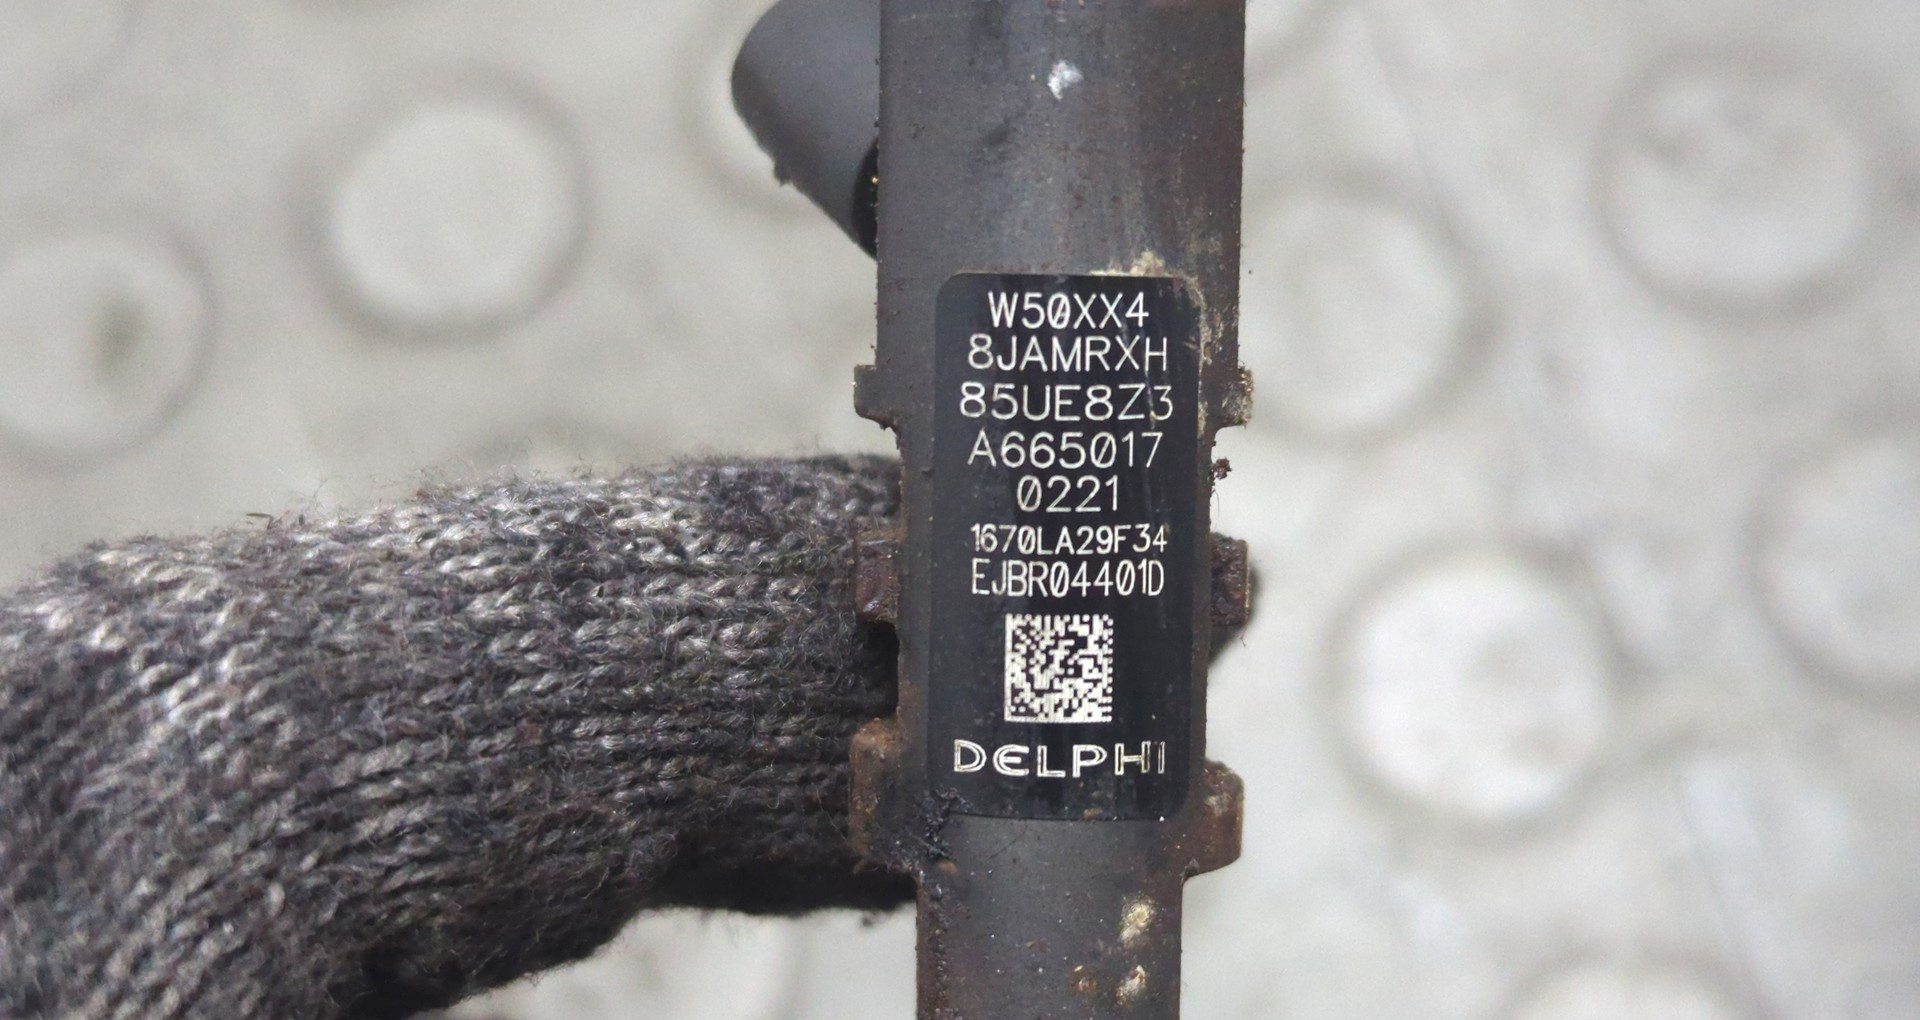 W50XX4
8JAMRXH
85UE8Z3
A665017
0221
1670LA29F34
EJBR04401D
DELPHI